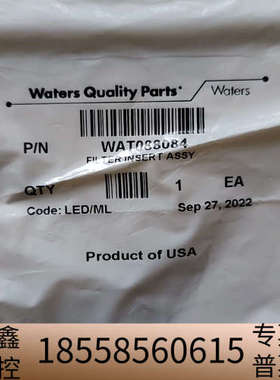 Waters Quality Parts
Waters
P/N WAT088084
FILTER INSERT ASSY
QTY 1 EA
Code: LED/ML Sep 27, 2022
Product of USA
鑫 专
控 18558560615 普